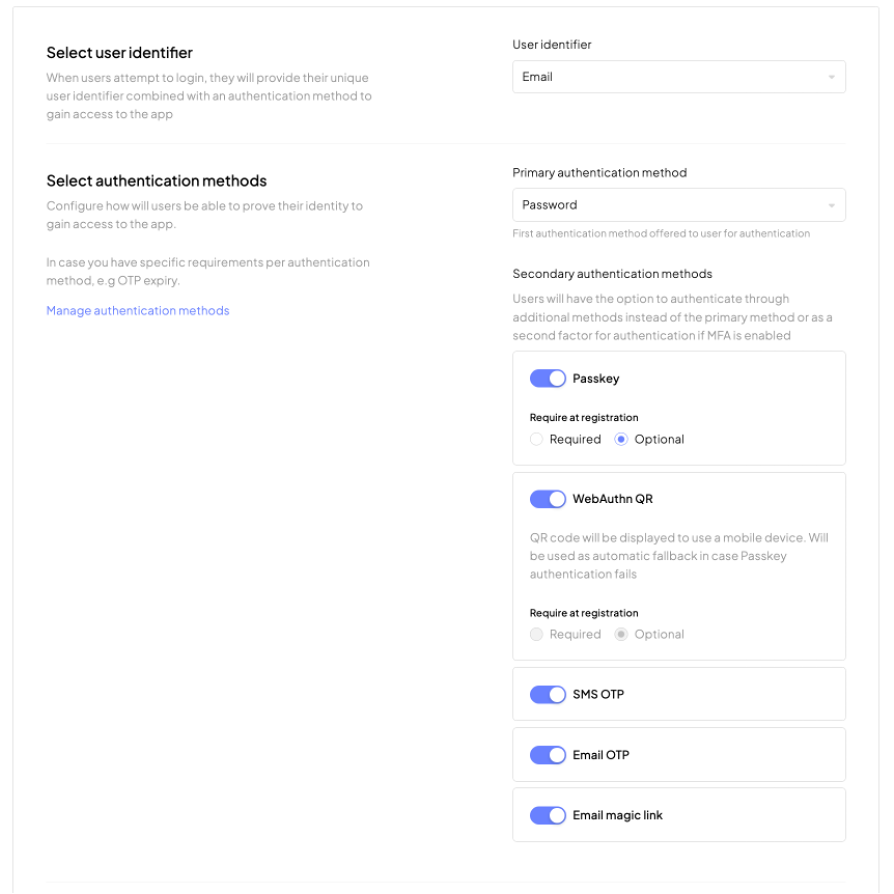 Select user identifier
When users attempt to login, they will provide their unique
user identifier combined with an authentication method to
gain access to the app
User identifier
Email
Select authentication methods
Configure how will users be able to prove their identity to
gain access to the app.
In case you have specific requirements per authentication
method, e.g OTP expiry.
Manage authentication methods
Primary authentication method
Password
First authentication method offered to user for authentication
Secondary authentication methods
Users will have the option to authenticate through
additional methods instead of the primary method or as a
second factor for authentication if MFA is enabled
Passkey
Require at registration
Required Optional
WebAuthn QR
QR code will be displayed to use a mobile device. Will
be used as automatic fallback in case Passkey
authentication fails
Require at registration
Required Optional
SMS OTP
Email OTP
Email magic link